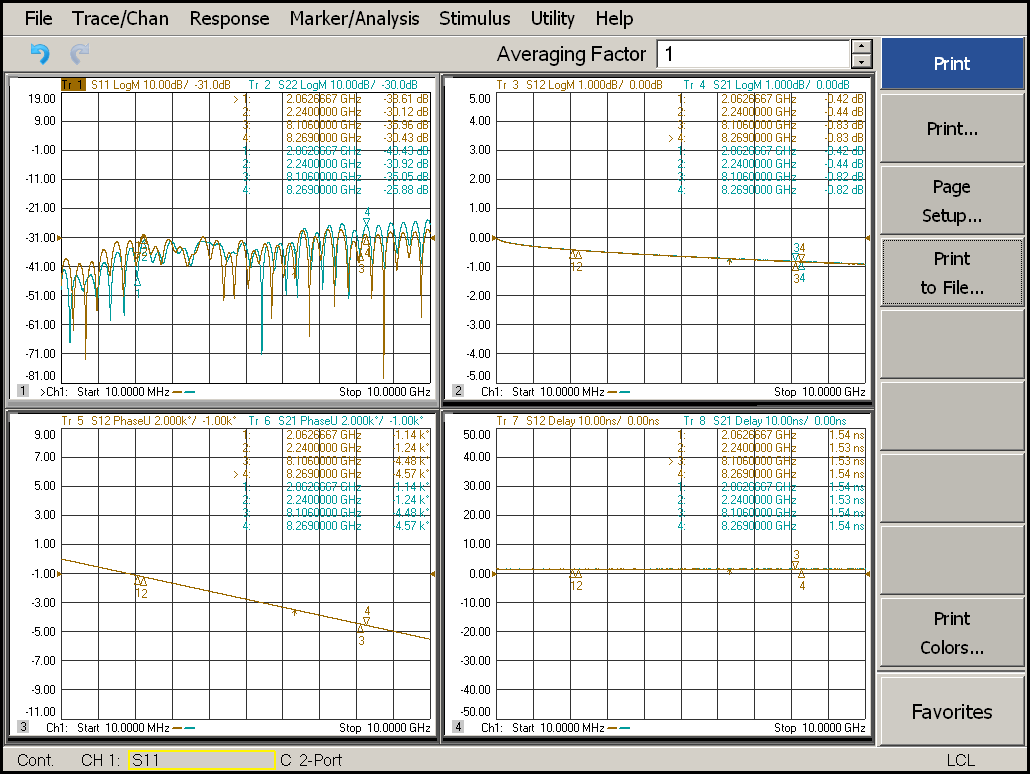 File Trace/Chan Response Marker/Analysis Stimulus Utility Help
Averaging Factor 1
Tr 1 S11 LogM 10.00dB/ -31.0dB Tr 2 S22 LogM 10.00dB/ -30.0dB
19.00
9.00
-1.00
-11.00
-21.00
-31.00
-41.00
-51.00
-61.00
-71.00
-81.00
> 1: 2.0626667 GHz
2: 2.2400000 GHz -30.12 dB
3: 8.1060000 GHz -35.96 dB
4: 8.2690000 GHz -30.43 dB
1: 2.0626667 GHz -40.43 dB
2: 2.2400000 GHz -30.92 dB
3: 8.1060000 GHz -35.05 dB
4: 8.2690000 GHz -25.88 dB
4
2
1
4
3
1 >Ch1: Start 10.0000 MHz Stop 10.0000 GHz
Tr 3 S12 LogM 1.000dB/ 0.00dB Tr 4 S21 LogM 1.000dB/ 0.00dB
5.00
4.00
3.00
2.00
1.00
0.00
-1.00
-2.00
-3.00
-4.00
-5.00
1: 2.0626667 GHz -0.42 dB
2: 2.2400000 GHz -0.44 dB
3: 8.1060000 GHz -0.83 dB
> 4: 8.2690000 GHz -0.83 dB
1: 2.0626667 GHz -0.42 dB
2: 2.2400000 GHz -0.44 dB
3: 8.1060000 GHz -0.82 dB
4: 8.2690000 GHz -0.82 dB
34
12
34
2 Ch1: Start 10.0000 MHz Stop 10.0000 GHz
Tr 5 S12 PhaseU 2.000k°/ -1.00k° Tr 6 S21 PhaseU 2.000k°/ -1.00k°
9.00
7.00
5.00
3.00
1.00
-1.00
-3.00
-5.00
-7.00
-9.00
-11.00
1: 2.0626667 GHz -1.14 k°
2: 2.2400000 GHz -1.24 k°
3: 8.1060000 GHz -4.48 k°
> 4: 8.2690000 GHz -4.57 k°
1: 2.0626667 GHz -1.14 k°
2: 2.2400000 GHz -1.24 k°
3: 8.1060000 GHz -4.48 k°
4: 8.2690000 GHz -4.57 k°
12
4
3
3 Ch1: Start 10.0000 MHz Stop 10.0000 GHz
Tr 7 S12 Delay 10.00ns/ 0.00ns Tr 8 S21 Delay 10.00ns/ 0.00ns
50.00
40.00
30.00
20.00
10.00
0.00
-10.00
-20.00
-30.00
-40.00
-50.00
1: 2.0626667 GHz 1.54 ns
2: 2.2400000 GHz 1.53 ns
> 3: 8.1060000 GHz 1.53 ns
4: 8.2690000 GHz 1.54 ns
1: 2.0626667 GHz 1.54 ns
2: 2.2400000 GHz 1.53 ns
3: 8.1060000 GHz 1.54 ns
4: 8.2690000 GHz 1.54 ns
3
12
4
4 Ch1: Start 10.0000 MHz Stop 10.0000 GHz
Print
Print...
Page
Setup...
Print
to File...
Print
Colors...
Favorites
Cont. CH 1: S11 C 2-Port LCL